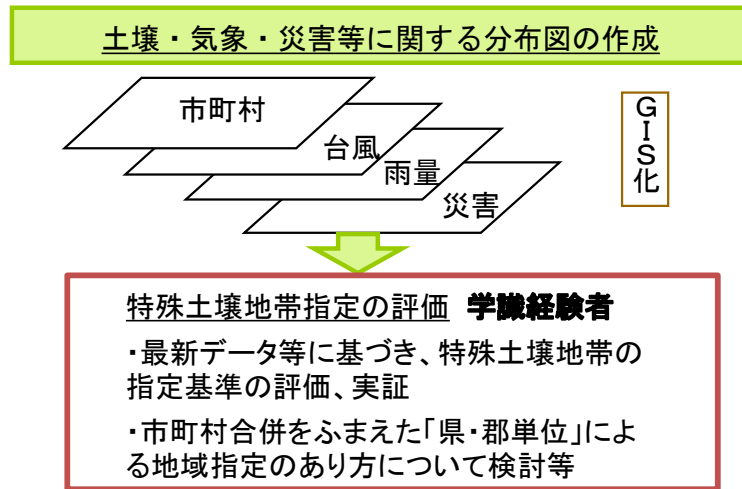 土壌・気象・災害等に関する分布図の作成
市町村
台風
雨量
災害
GIS化
特殊土壌地帯指定の評価 学識経験者
・最新データ等に基づき、特殊土壌地帯の
指定基準の評価、実証
・市町村合併をふまえた「県・郡単位」によ
る地域指定のあり方について検討等